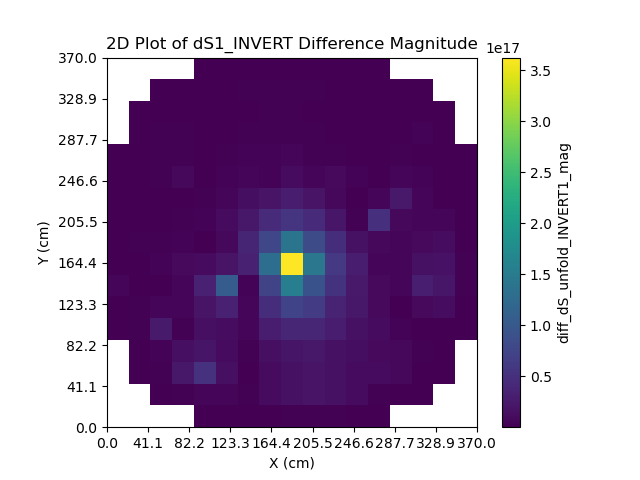 2D Plot of dS1_INVERT Difference Magnitude
1e17
370.0
328.9
287.7
246.6
205.5
164.4
123.3
82.2
41.1
0.0
Y (cm)
0.0 41.1 82.2 123.3 164.4 205.5 246.6 287.7 328.9 370.0
X (cm)
3.5
3.0
2.5
2.0
1.5
1.0
0.5
diff_dS_unfold_INVERT1_mag